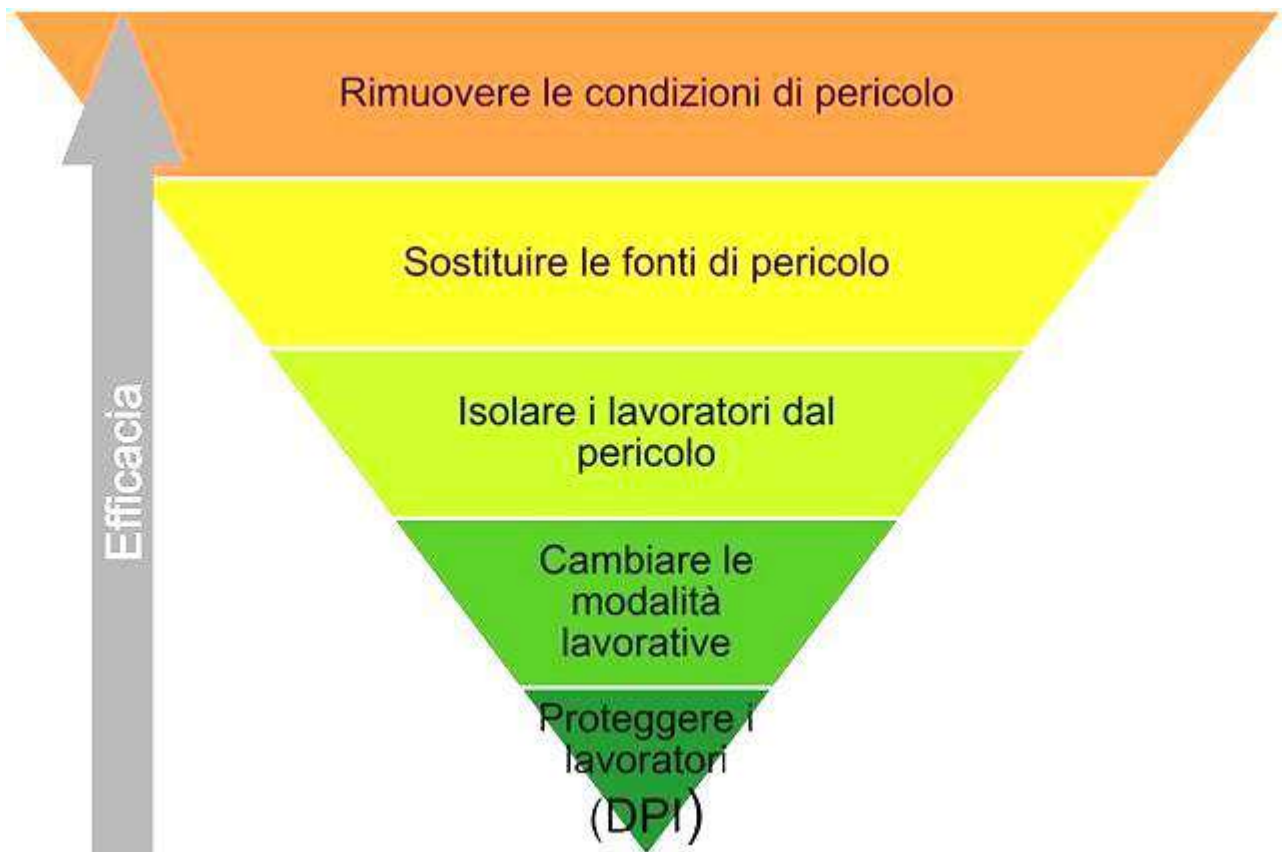 Rimuovere le condizioni di pericolo
Sostituire le fonti di pericolo
Isolare i lavoratori dal
pericolo
Cambiare le
modalità
lavorative
Proteggere i
lavoratori
(DPI)
Efficacia